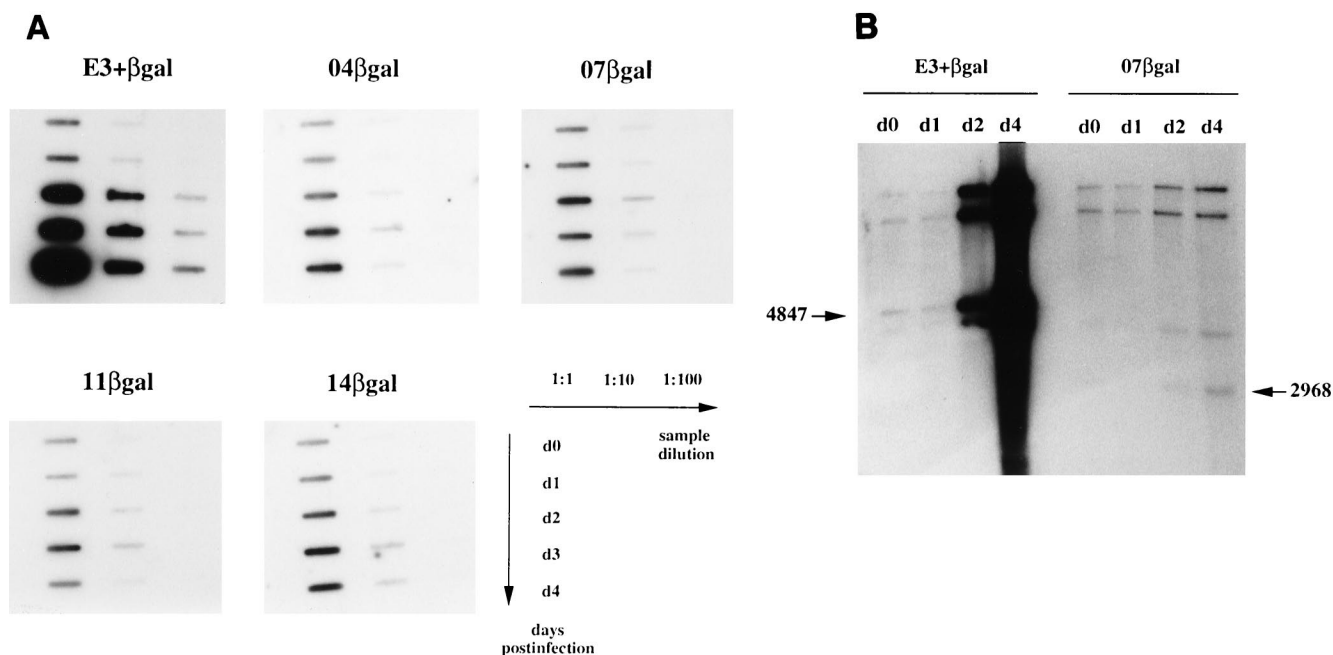 A
B
E3+βgal
04βgal
07βgal
E3+βgal
07βgal
d0 d1 d2 d4
d0 d1 d2 d4
4847
2968
11βgal
14βgal
1:1 1:10 1:100
sample
dilution
d0
d1
d2
d3
d4
days
postinfection